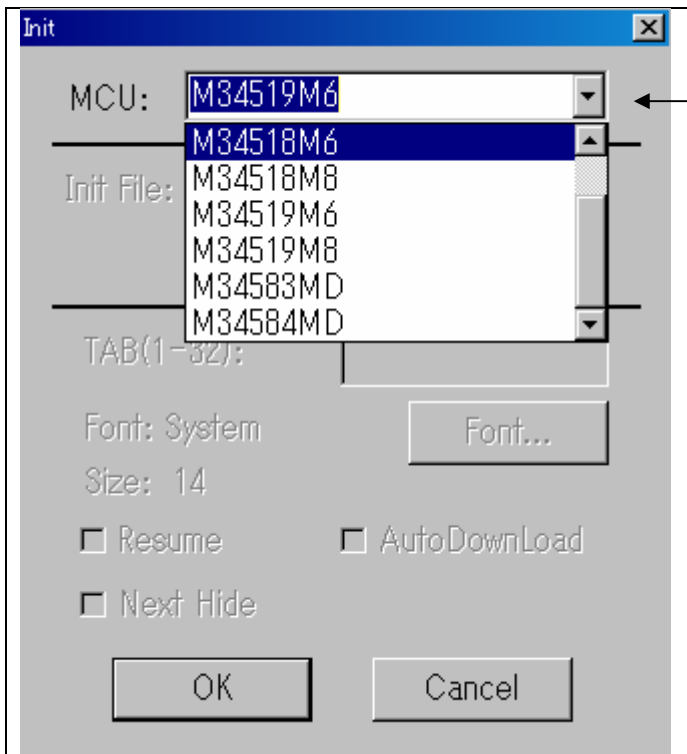 Init
MCU: M34519M6
M34518M6
Init File: M34518M8
M34519M6
M34519M8
M34583MD
M34584MD
TAB(1-32):
Font: System Font...
Size: 14
Resume AutoDownLoad
Next Hide
OK Cancel